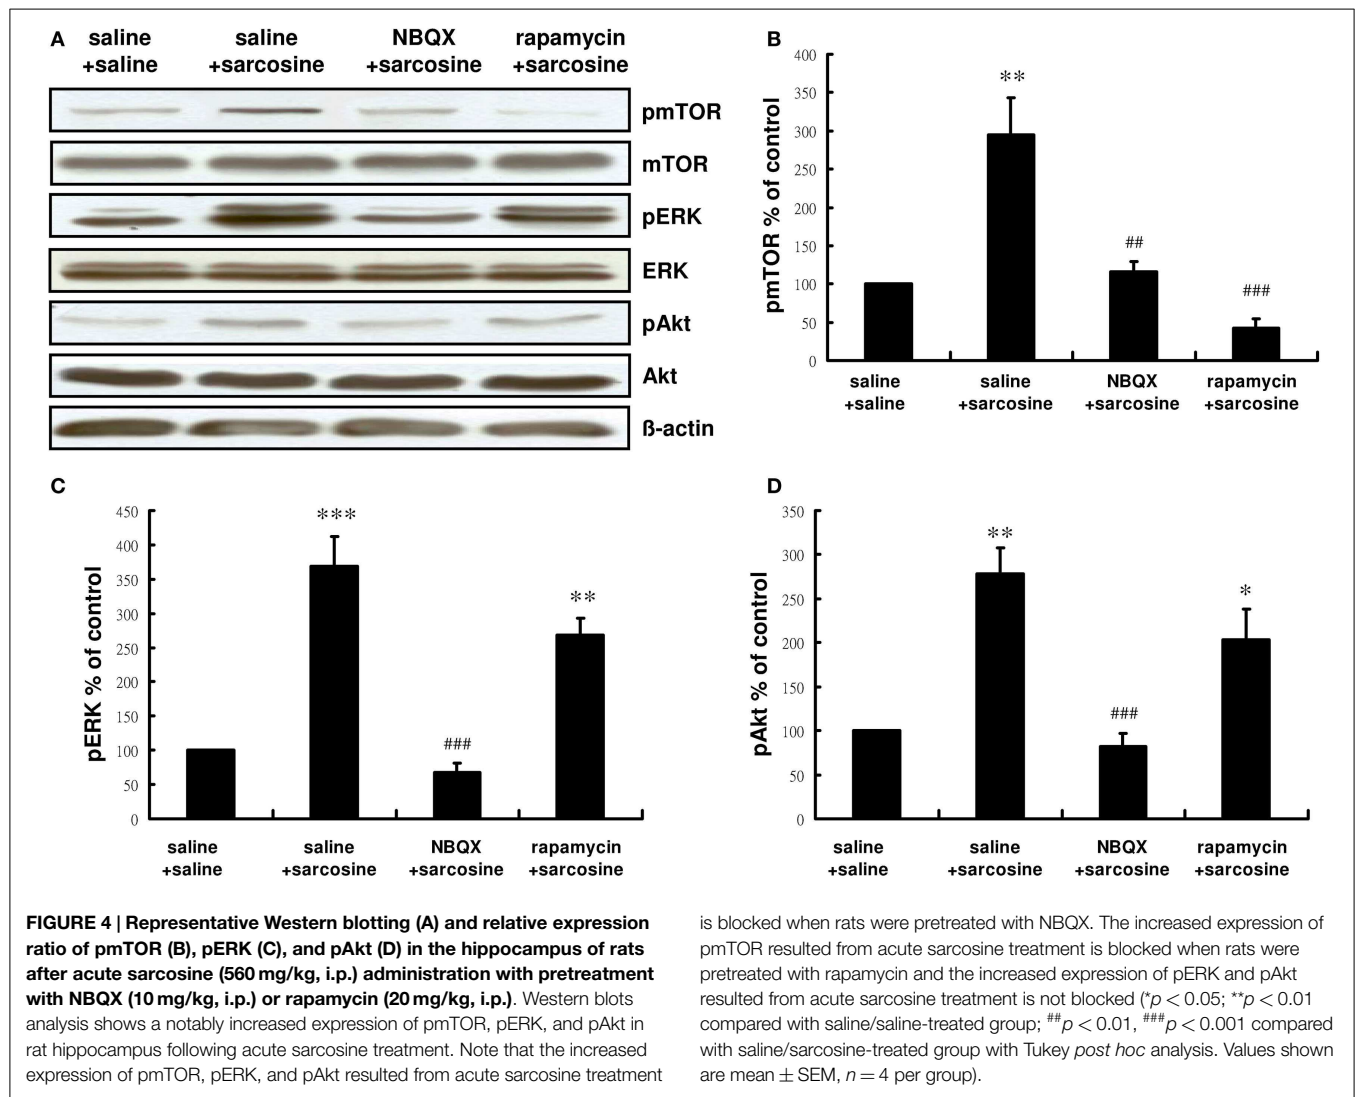 A
saline +saline
saline +sarcosine
NBQX +sarcosine
rapamycin +sarcosine
pmTOR
mTOR
pERK
ERK
pAkt
Akt
ß-actin
B
pmTOR % of control
400
350
300
250
200
150
100
50
0
**
##
###
saline +saline
saline +sarcosine
NBQX +sarcosine
rapamycin +sarcosine
C
pERK % of control
450
400
350
300
250
200
150
100
50
0
***
###
**
saline +saline
saline +sarcosine
NBQX +sarcosine
rapamycin +sarcosine
D
pAkt % of control
350
300
250
200
150
100
50
0
**
###
*
saline +saline
saline +sarcosine
NBQX +sarcosine
rapamycin +sarcosine
FIGURE 4 | Representative Western blotting (A) and relative expression
ratio of pmTOR (B), pERK (C), and pAkt (D) in the hippocampus of rats
after acute sarcosine (560 mg/kg, i.p.) administration with pretreatment
with NBQX (10 mg/kg, i.p.) or rapamycin (20 mg/kg, i.p.). Western blots
analysis shows a notably increased expression of pmTOR, pERK, and pAkt in
rat hippocampus following acute sarcosine treatment. Note that the increased
expression of pmTOR, pERK, and pAkt resulted from acute sarcosine treatment
is blocked when rats were pretreated with NBQX. The increased expression of
pmTOR resulted from acute sarcosine treatment is blocked when rats were
pretreated with rapamycin and the increased expression of pERK and pAkt
resulted from acute sarcosine treatment is not blocked (*p < 0.05; **p < 0.01
compared with saline/saline-treated group; ##p < 0.01, ###p < 0.001 compared
with saline/sarcosine-treated group with Tukey post hoc analysis. Values shown
are mean ± SEM, n = 4 per group).